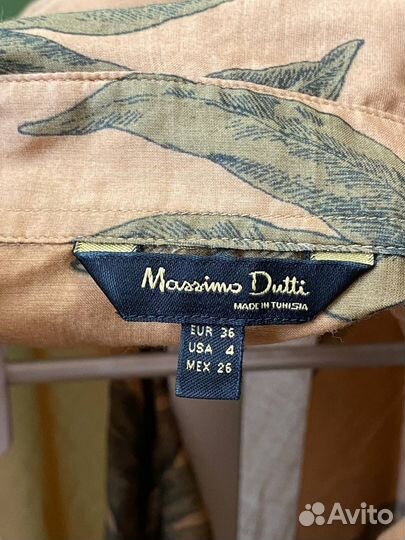 Massimo Dutti
MADE IN TUNISIA
EUR 36
USA 4
MEX 26
Avito